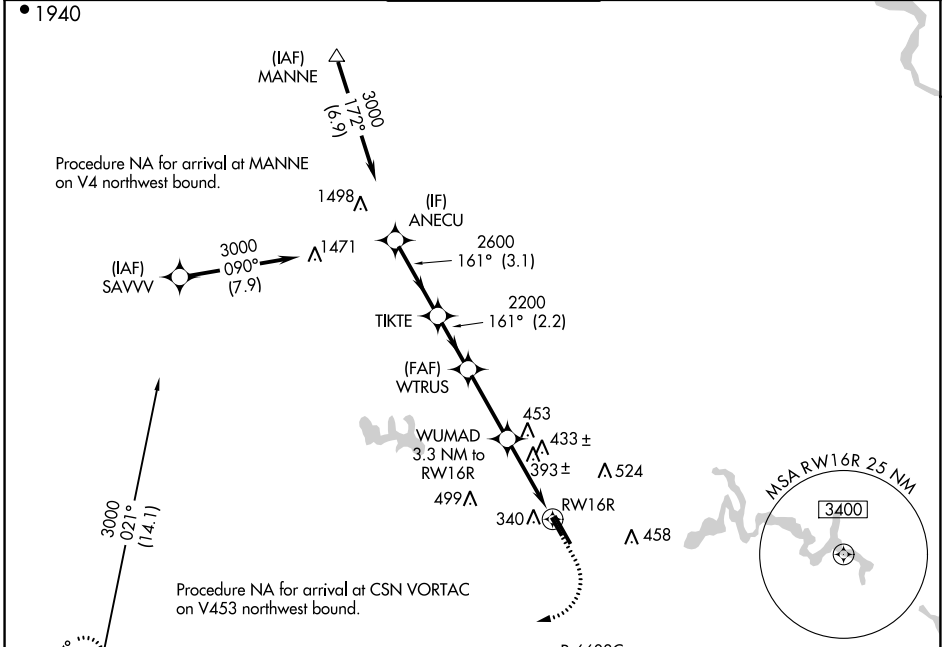 1940
(IAF)
MANNE
3000
172°
(6.9)
Procedure NA for arrival at MANNE
on V4 northwest bound.
1498
(IF)
ANECU
1471
3000
090°
(7.9)
(IAF)
SAVVV
2600
161° (3.1)
TIKTE
2200
161° (2.2)
(FAF)
WTRUS
453
WUMAD
3.3 NM to
RW16R
433 ±
393 ±
524
499
340
RW16R
458
MSA RW16R 25 NM
3400
3000
021°
(14.1)
Procedure NA for arrival at CSN VORTAC
on V453 northwest bound.